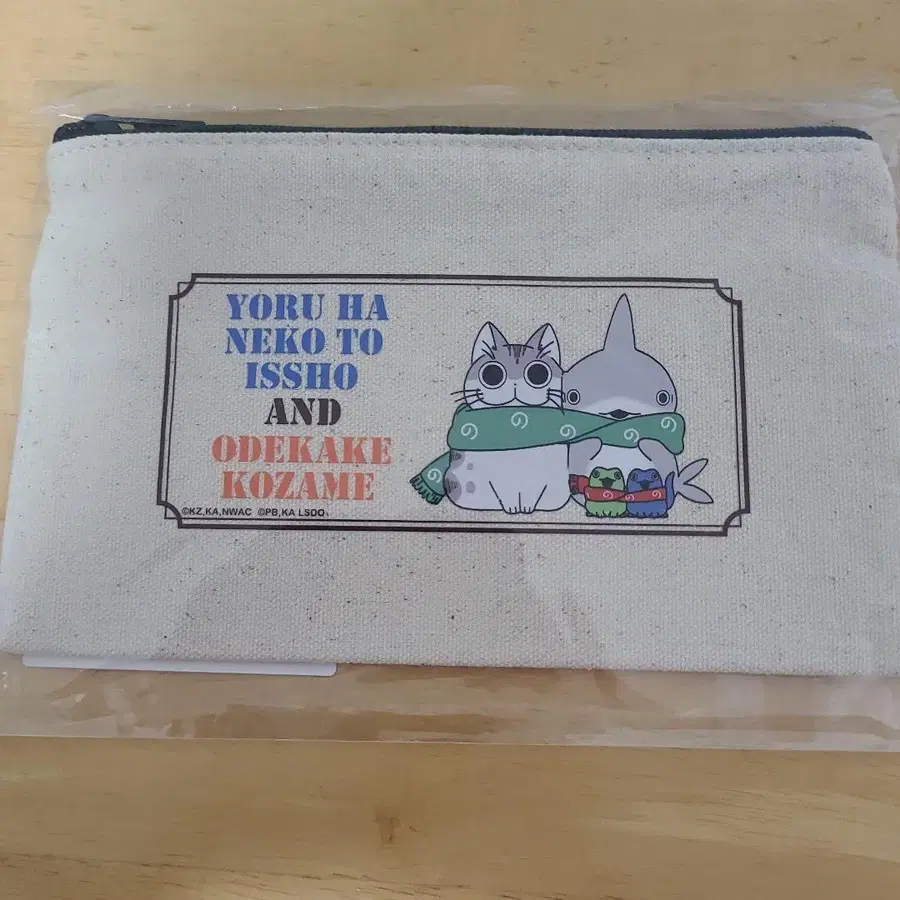 YORU HA
NEKO TO
ISSHO
AND
ODEKAKE
KOZAME
©KZ,KA,NWAC ©PB,KA LSDO